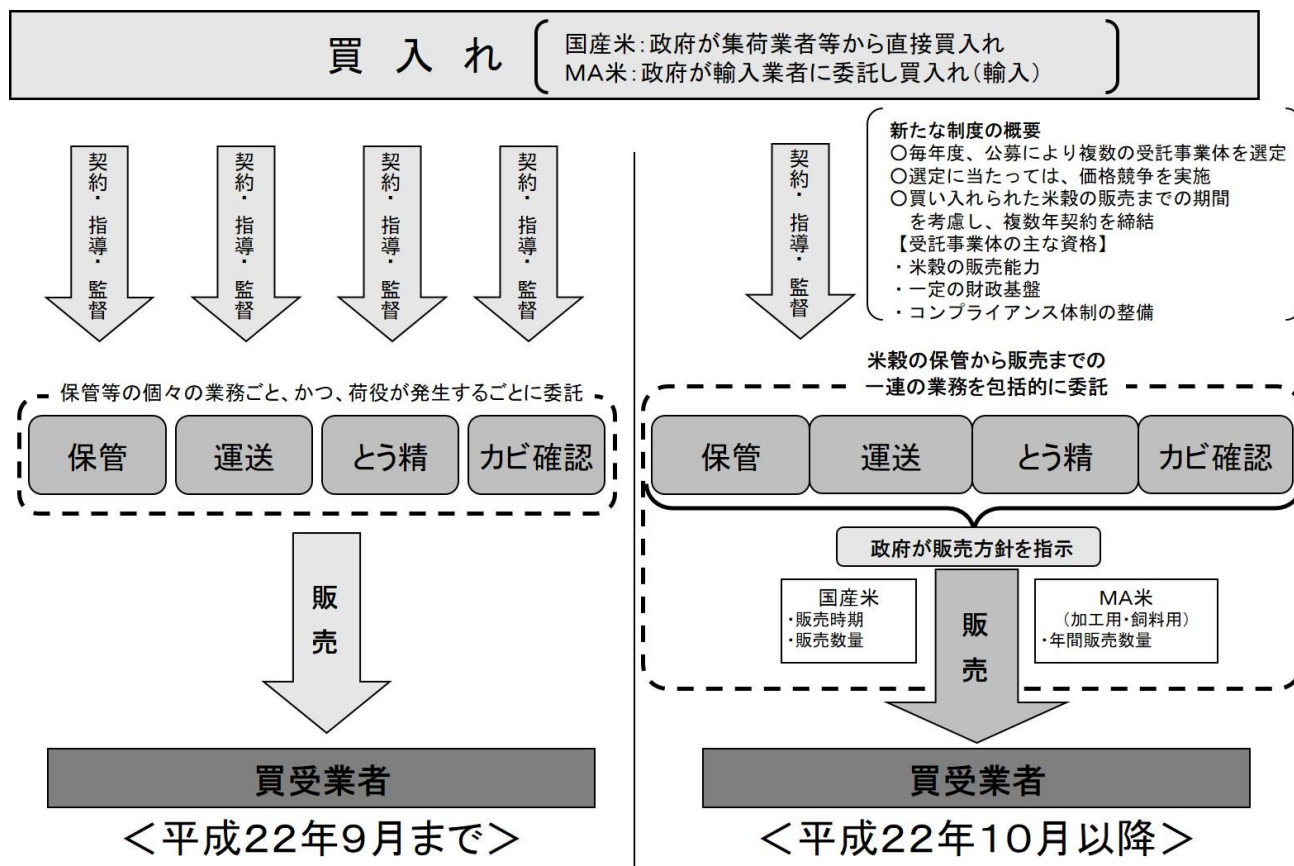 買入れ
国産米：政府が集荷業者等から直接買入れ
ＭＡ米：政府が輸入業者に委託し買入れ（輸入）
契約・指導・監督
契約・指導・監督
契約・指導・監督
契約・指導・監督
保管等の個々の業務ごと、かつ、荷役が発生するごとに委託
保管
運送
とう精
カビ確認
販売
買受業者
＜平成２２年９月まで＞
契約・指導・監督
新たな制度の概要
○毎年度、公募により複数の受託事業体を選定
○選定に当たっては、価格競争を実施
○買い入れられた米穀の販売までの期間
を考慮し、複数年契約を締結
【受託事業体の主な資格】
・米穀の販売能力
・一定の財政基盤
・コンプライアンス体制の整備
米穀の保管から販売までの
一連の業務を包括的に委託
保管
運送
とう精
カビ確認
政府が販売方針を指示
国産米
・販売時期
・販売数量
販売
ＭＡ米
（加工用・飼料用）
・年間販売数量
買受業者
＜平成２２年１０月以降＞